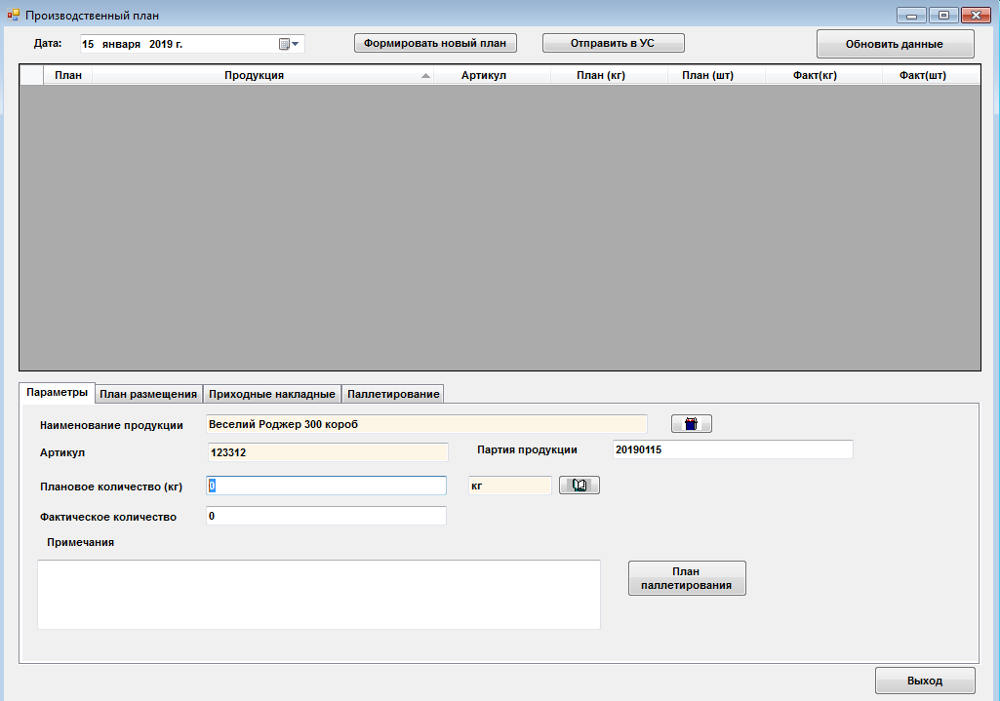 Производственный план
Дата: 15 января 2019 г. Формировать новый план Отправить в УС Обновить данные
План Продукция Артикул План (кг) План (шт) Факт(кг) Факт(шт)
Параметры План размещения Приходные накладные Паллетирование
Наименование продукции Веселий Роджер 300 короб
Артикул 123312 Партия продукции 20190115
Плановое количество (кг) 0 кг
Фактическое количество 0
Примечания
План
паллетирования
Выход